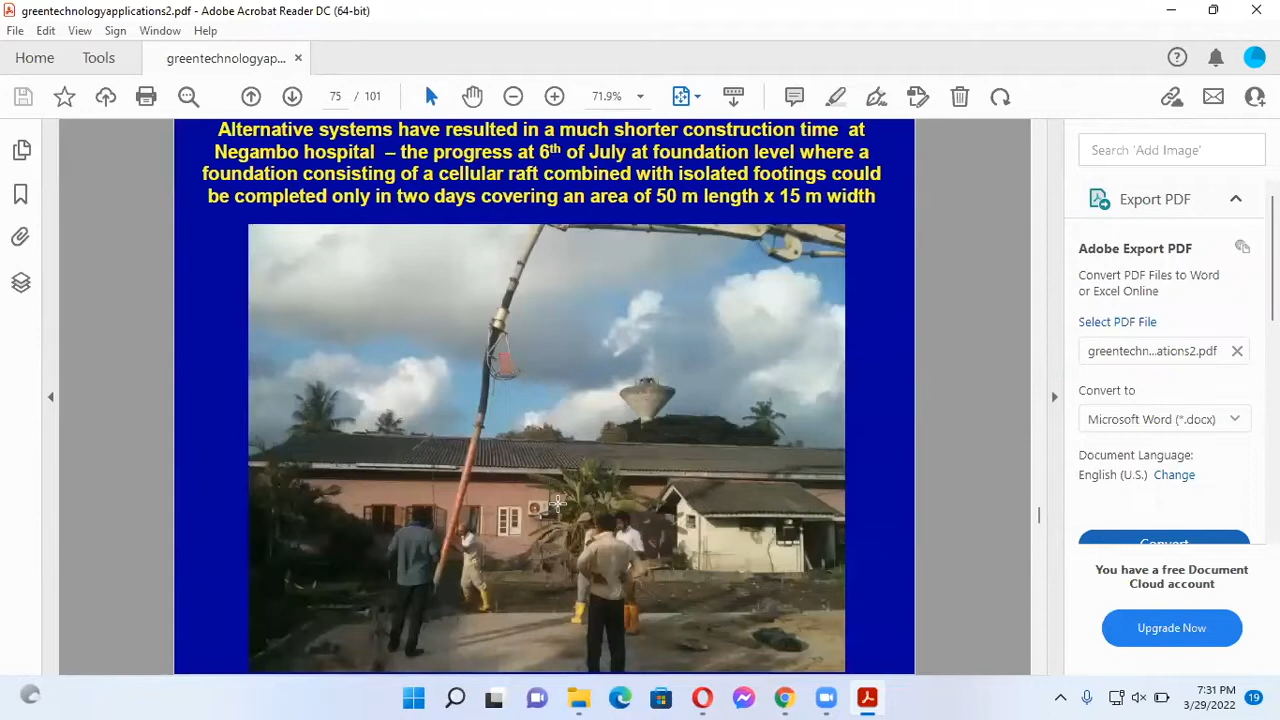 greentechnologyapplications2.pdf - Adobe Acrobat Reader DC (64-bit)
File Edit View Sign Window Help
Home Tools greentechnologyap...
75 / 101 71.9%
Search 'Add Image'
Alternative systems have resulted in a much shorter construction time at
Negambo hospital – the progress at 6th of July at foundation level where a
foundation consisting of a cellular raft combined with isolated footings could
be completed only in two days covering an area of 50 m length x 15 m width
Export PDF
Adobe Export PDF
Convert PDF Files to Word
or Excel Online
Select PDF File
greentechn...ations2.pdf
Convert to
Microsoft Word (*.docx)
Document Language:
English (U.S.) Change
Convert
You have a free Document
Cloud account
Upgrade Now
7:31 PM
3/29/2022
19